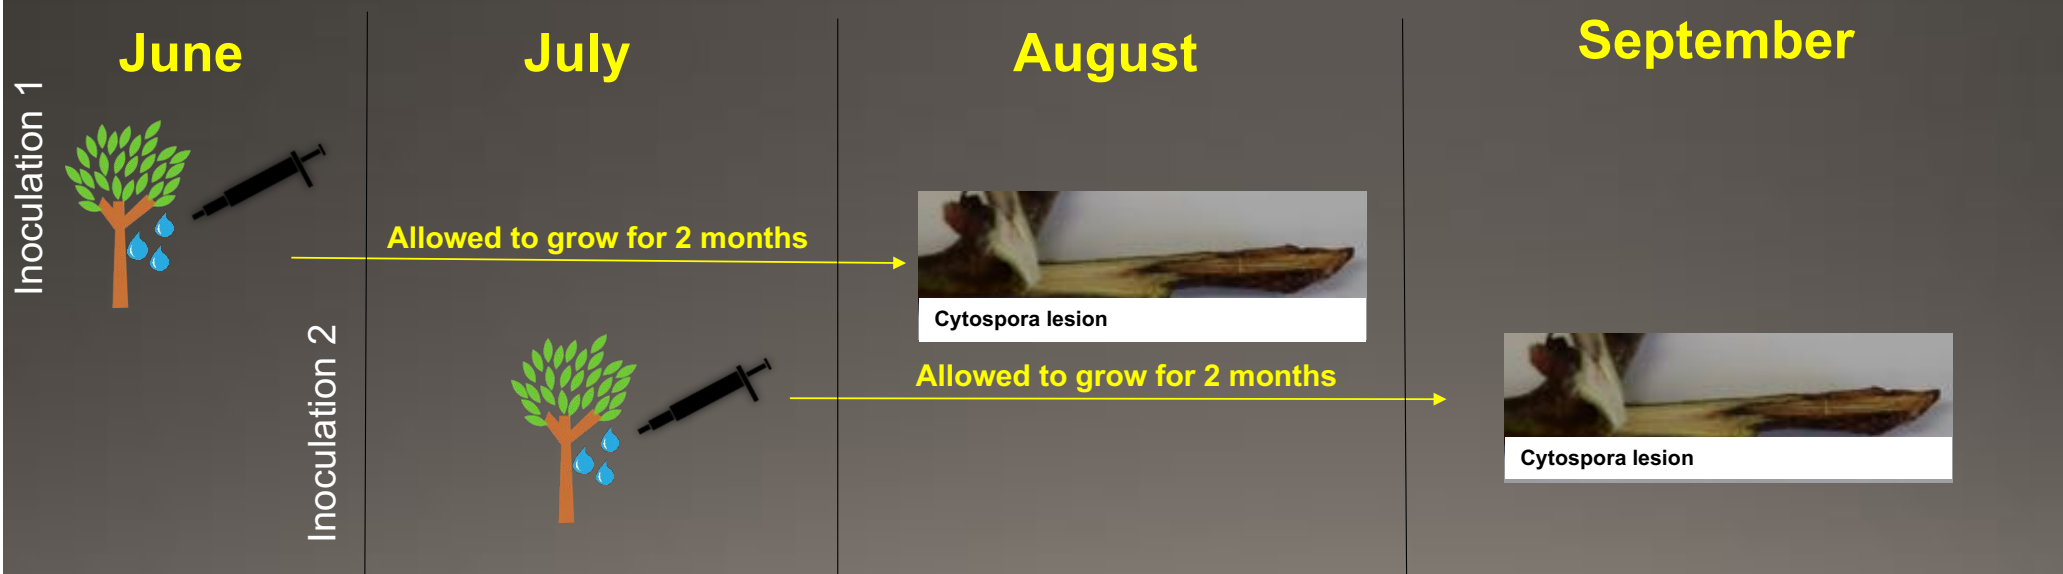 June
July
August
September
Inoculation 1
Allowed to grow for 2 months
Cytospora lesion
Inoculation 2
Allowed to grow for 2 months
Cytospora lesion